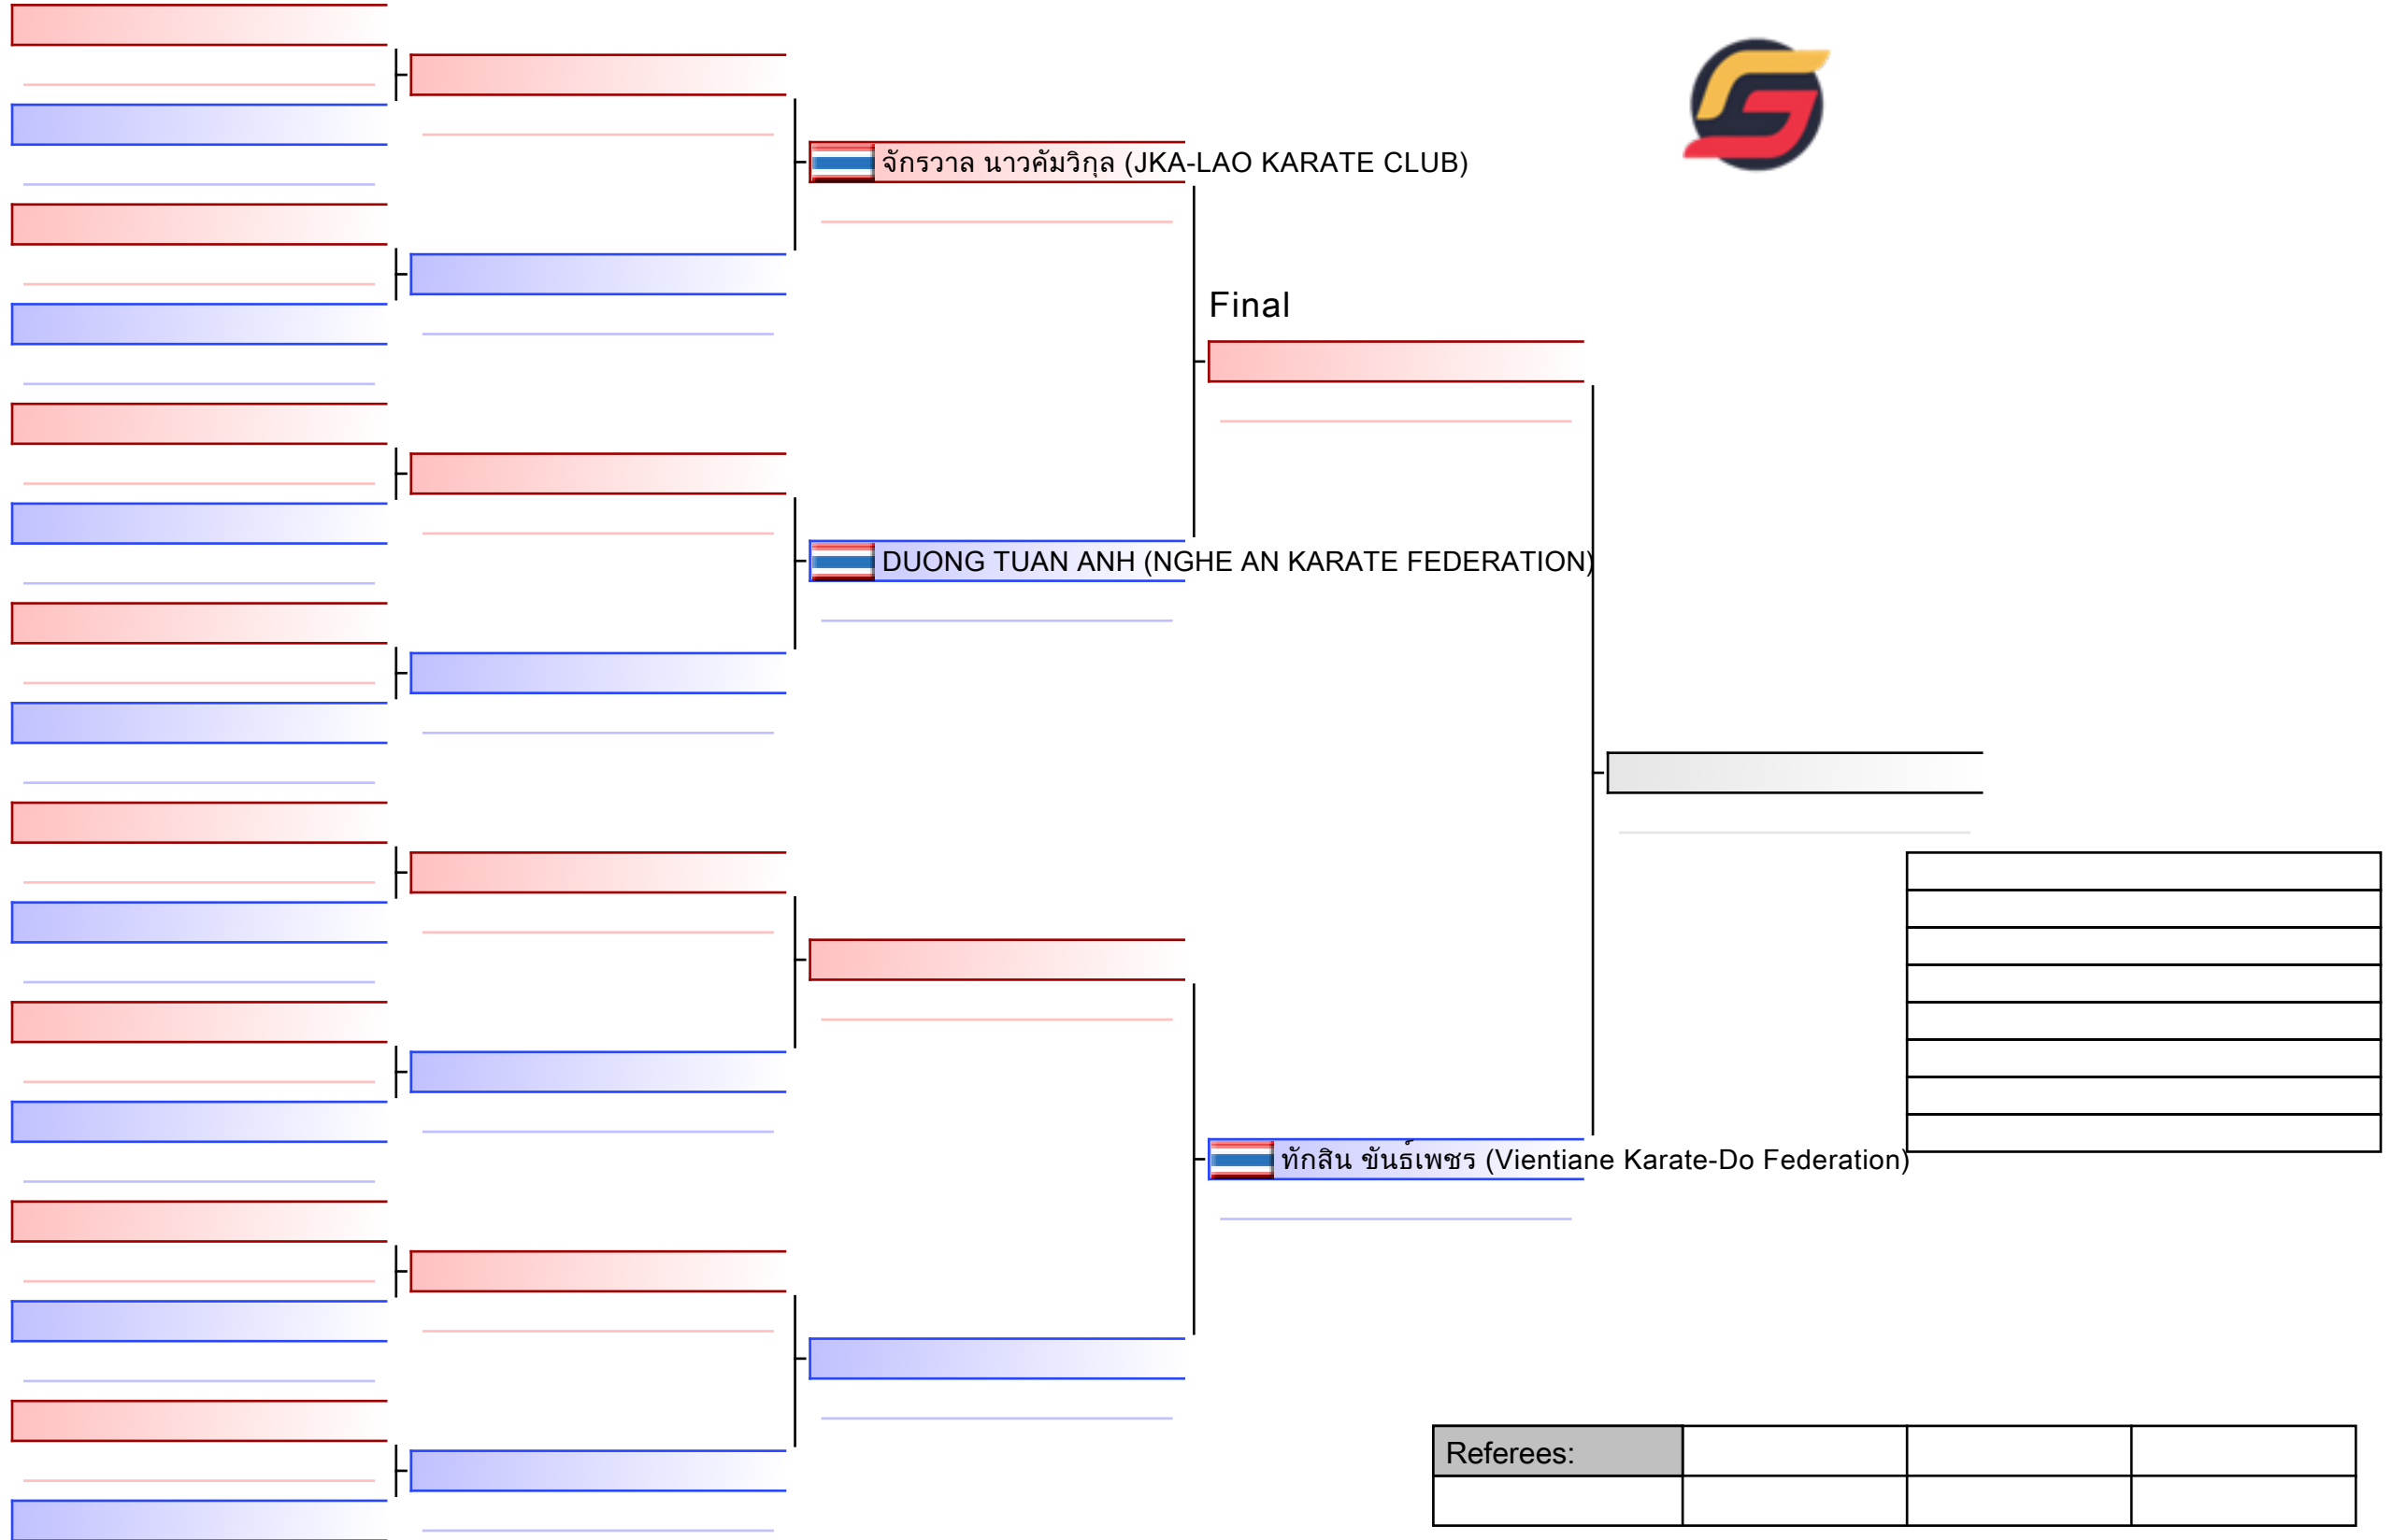 จักรวาล นาวคัมวิกุล (JKA-LAO KARATE CLUB)
Final
DUONG TUAN ANH (NGHE AN KARATE FEDERATION)
ทักสิน ขันธ์เพชร (Vientiane Karate-Do Federation)
Referees: